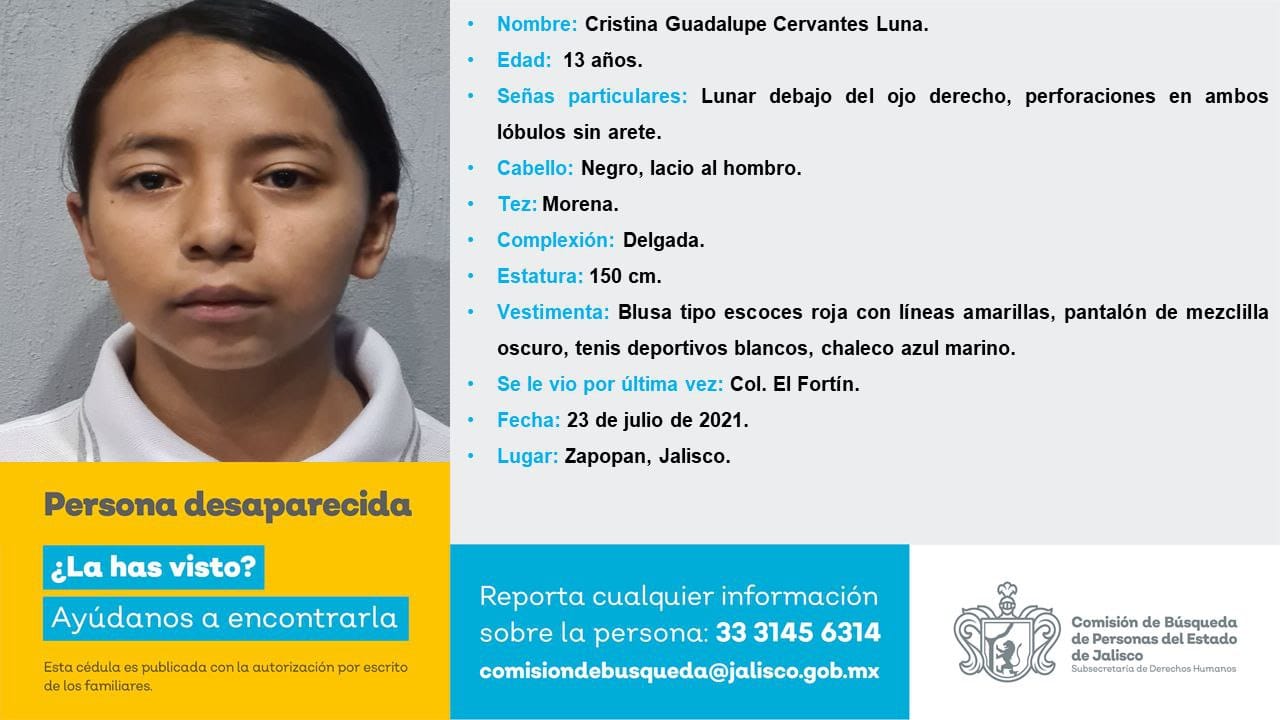 Nombre: Cristina Guadalupe Cervantes Luna.
Edad: 13 años.
Señas particulares: Lunar debajo del ojo derecho, perforaciones en ambos
lóbulos sin arete.
Cabello: Negro, lacio al hombro.
Tez: Morena.
Complexión: Delgada.
Estatura: 150 cm.
Vestimenta: Blusa tipo escoces roja con líneas amarillas, pantalón de mezclilla
oscuro, tenis deportivos blancos, chaleco azul marino.
Se le vio por última vez: Col. El Fortín.
Fecha: 23 de julio de 2021.
Lugar: Zapopan, Jalisco.
Persona desaparecida
¿La has visto?
Ayúdanos a encontrarla
Esta cédula es publicada con la autorización por escrito
de los familiares.
Reporta cualquier información
sobre la persona: 33 3145 6314
comisiondebusqueda@jalisco.gob.mx
Comisión de Búsqueda
de Personas del Estado
de Jalisco
Subsecretaría de Derechos Humanos